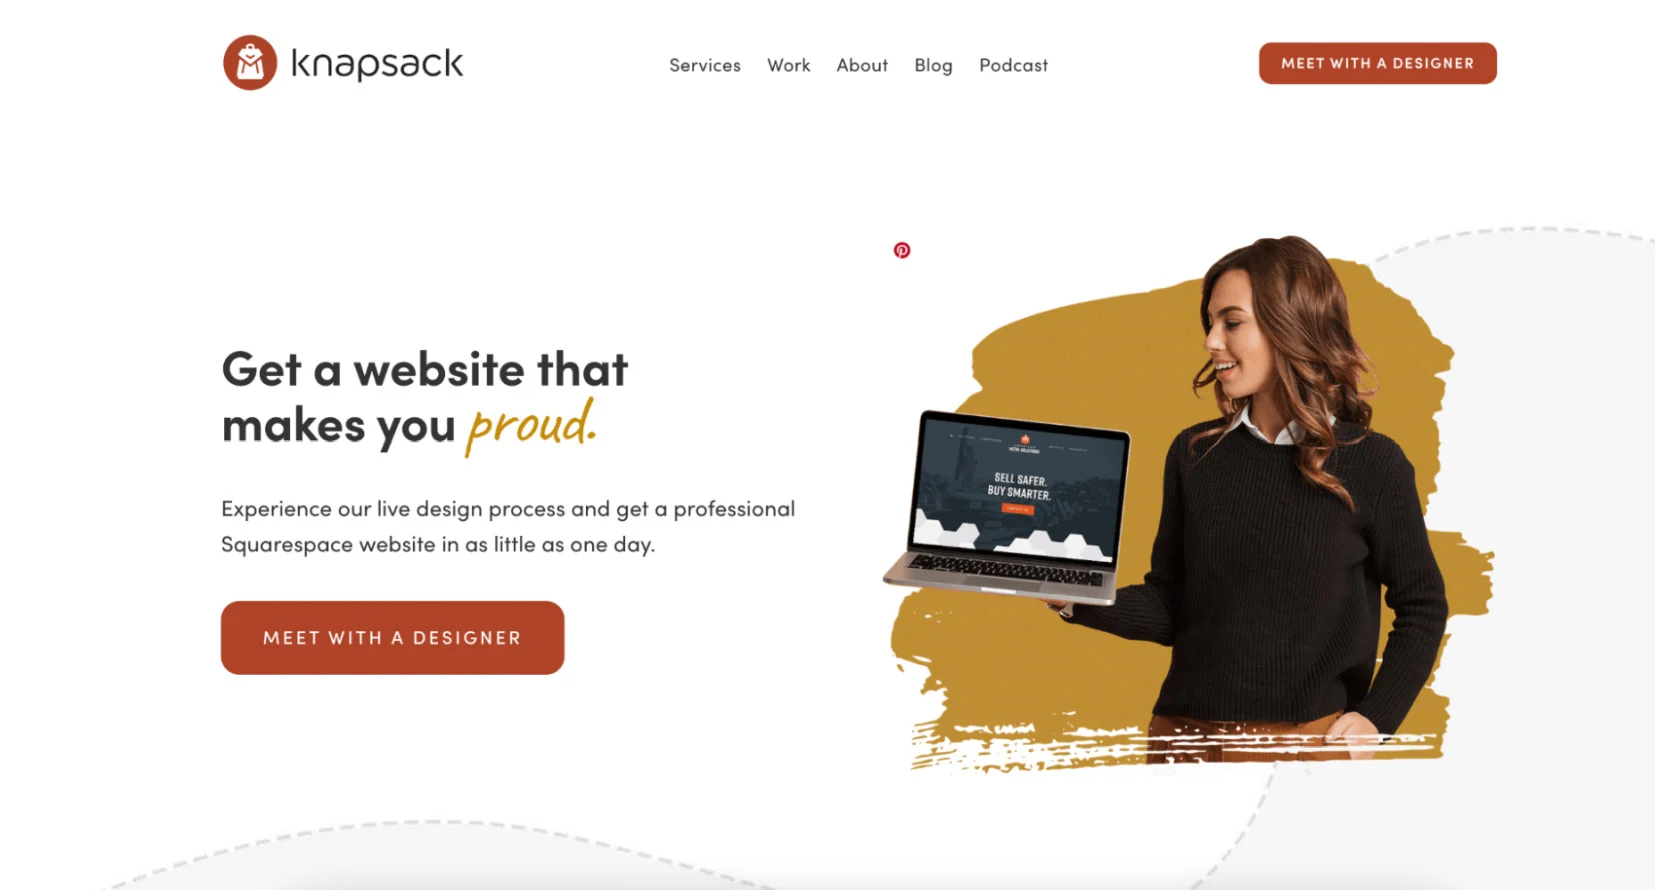 knapsack
Services
Work
About
Blog
Podcast
MEET WITH A DESIGNER
Get a website that
makes you proud.
Experience our live design process and get a professional
Squarespace website in as little as one day.
MEET WITH A DESIGNER
SELL SAFER.
BUY SMARTER.